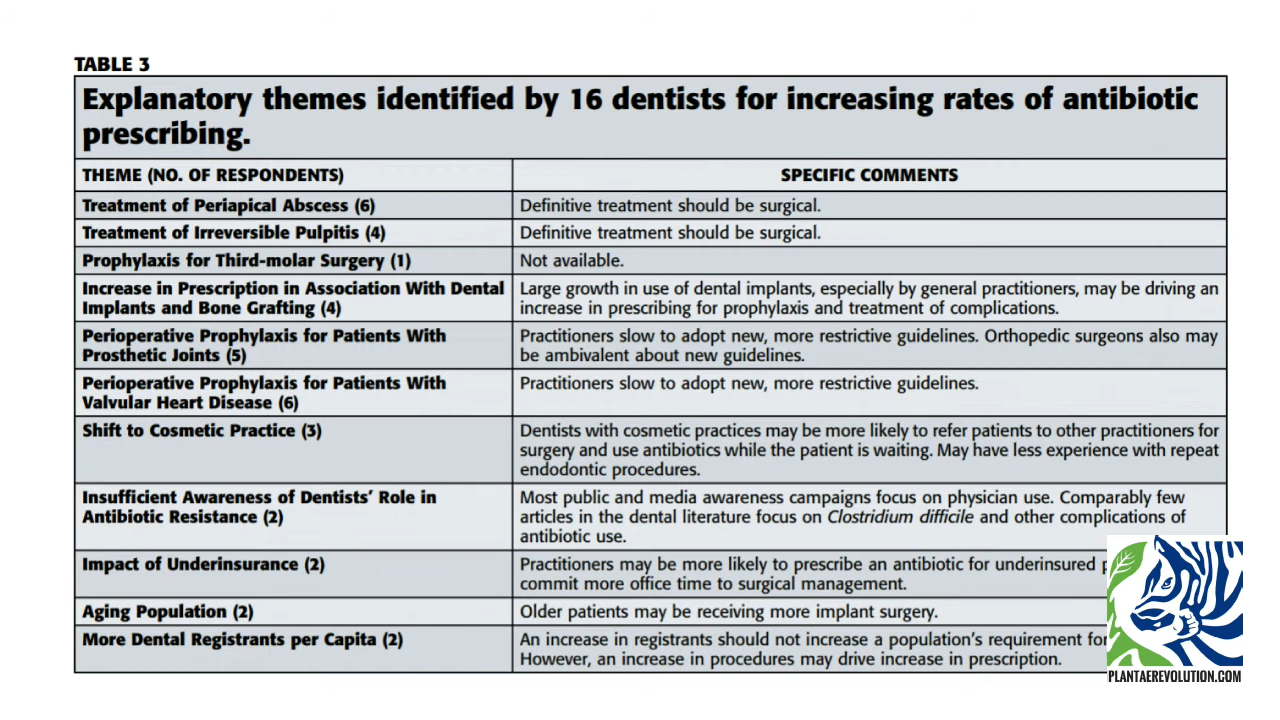 TABLE 3
Explanatory themes identified by 16 dentists for increasing rates of antibiotic
prescribing.
THEME (NO. OF RESPONDENTS)
SPECIFIC COMMENTS
Treatment of Periapical Abscess (6)
Definitive treatment should be surgical.
Treatment of Irreversible Pulpitis (4)
Definitive treatment should be surgical.
Prophylaxis for Third-molar Surgery (1)
Not available.
Increase in Prescription in Association With Dental
Implants and Bone Grafting (4)
Large growth in use of dental implants, especially by general practitioners, may be driving an
increase in prescribing for prophylaxis and treatment of complications.
Perioperative Prophylaxis for Patients With
Prosthetic Joints (5)
Practitioners slow to adopt new, more restrictive guidelines. Orthopedic surgeons also may
be ambivalent about new guidelines.
Perioperative Prophylaxis for Patients With
Valvular Heart Disease (6)
Practitioners slow to adopt new, more restrictive guidelines.
Shift to Cosmetic Practice (3)
Dentists with cosmetic practices may be more likely to refer patients to other practitioners for
surgery and use antibiotics while the patient is waiting. May have less experience with repeat
endodontic procedures.
Insufficient Awareness of Dentists' Role in
Antibiotic Resistance (2)
Most public and media awareness campaigns focus on physician use. Comparably few
articles in the dental literature focus on Clostridium difficile and other complications of
antibiotic use.
Impact of Underinsurance (2)
Practitioners may be more likely to prescribe an antibiotic for underinsured
commit more office time to surgical management.
Aging Population (2)
Older patients may be receiving more implant surgery.
More Dental Registrants per Capita (2)
An increase in registrants should not increase a population's requirement for
However, an increase in procedures may drive increase in prescription.
PLANTAEREVOLUTION.COM